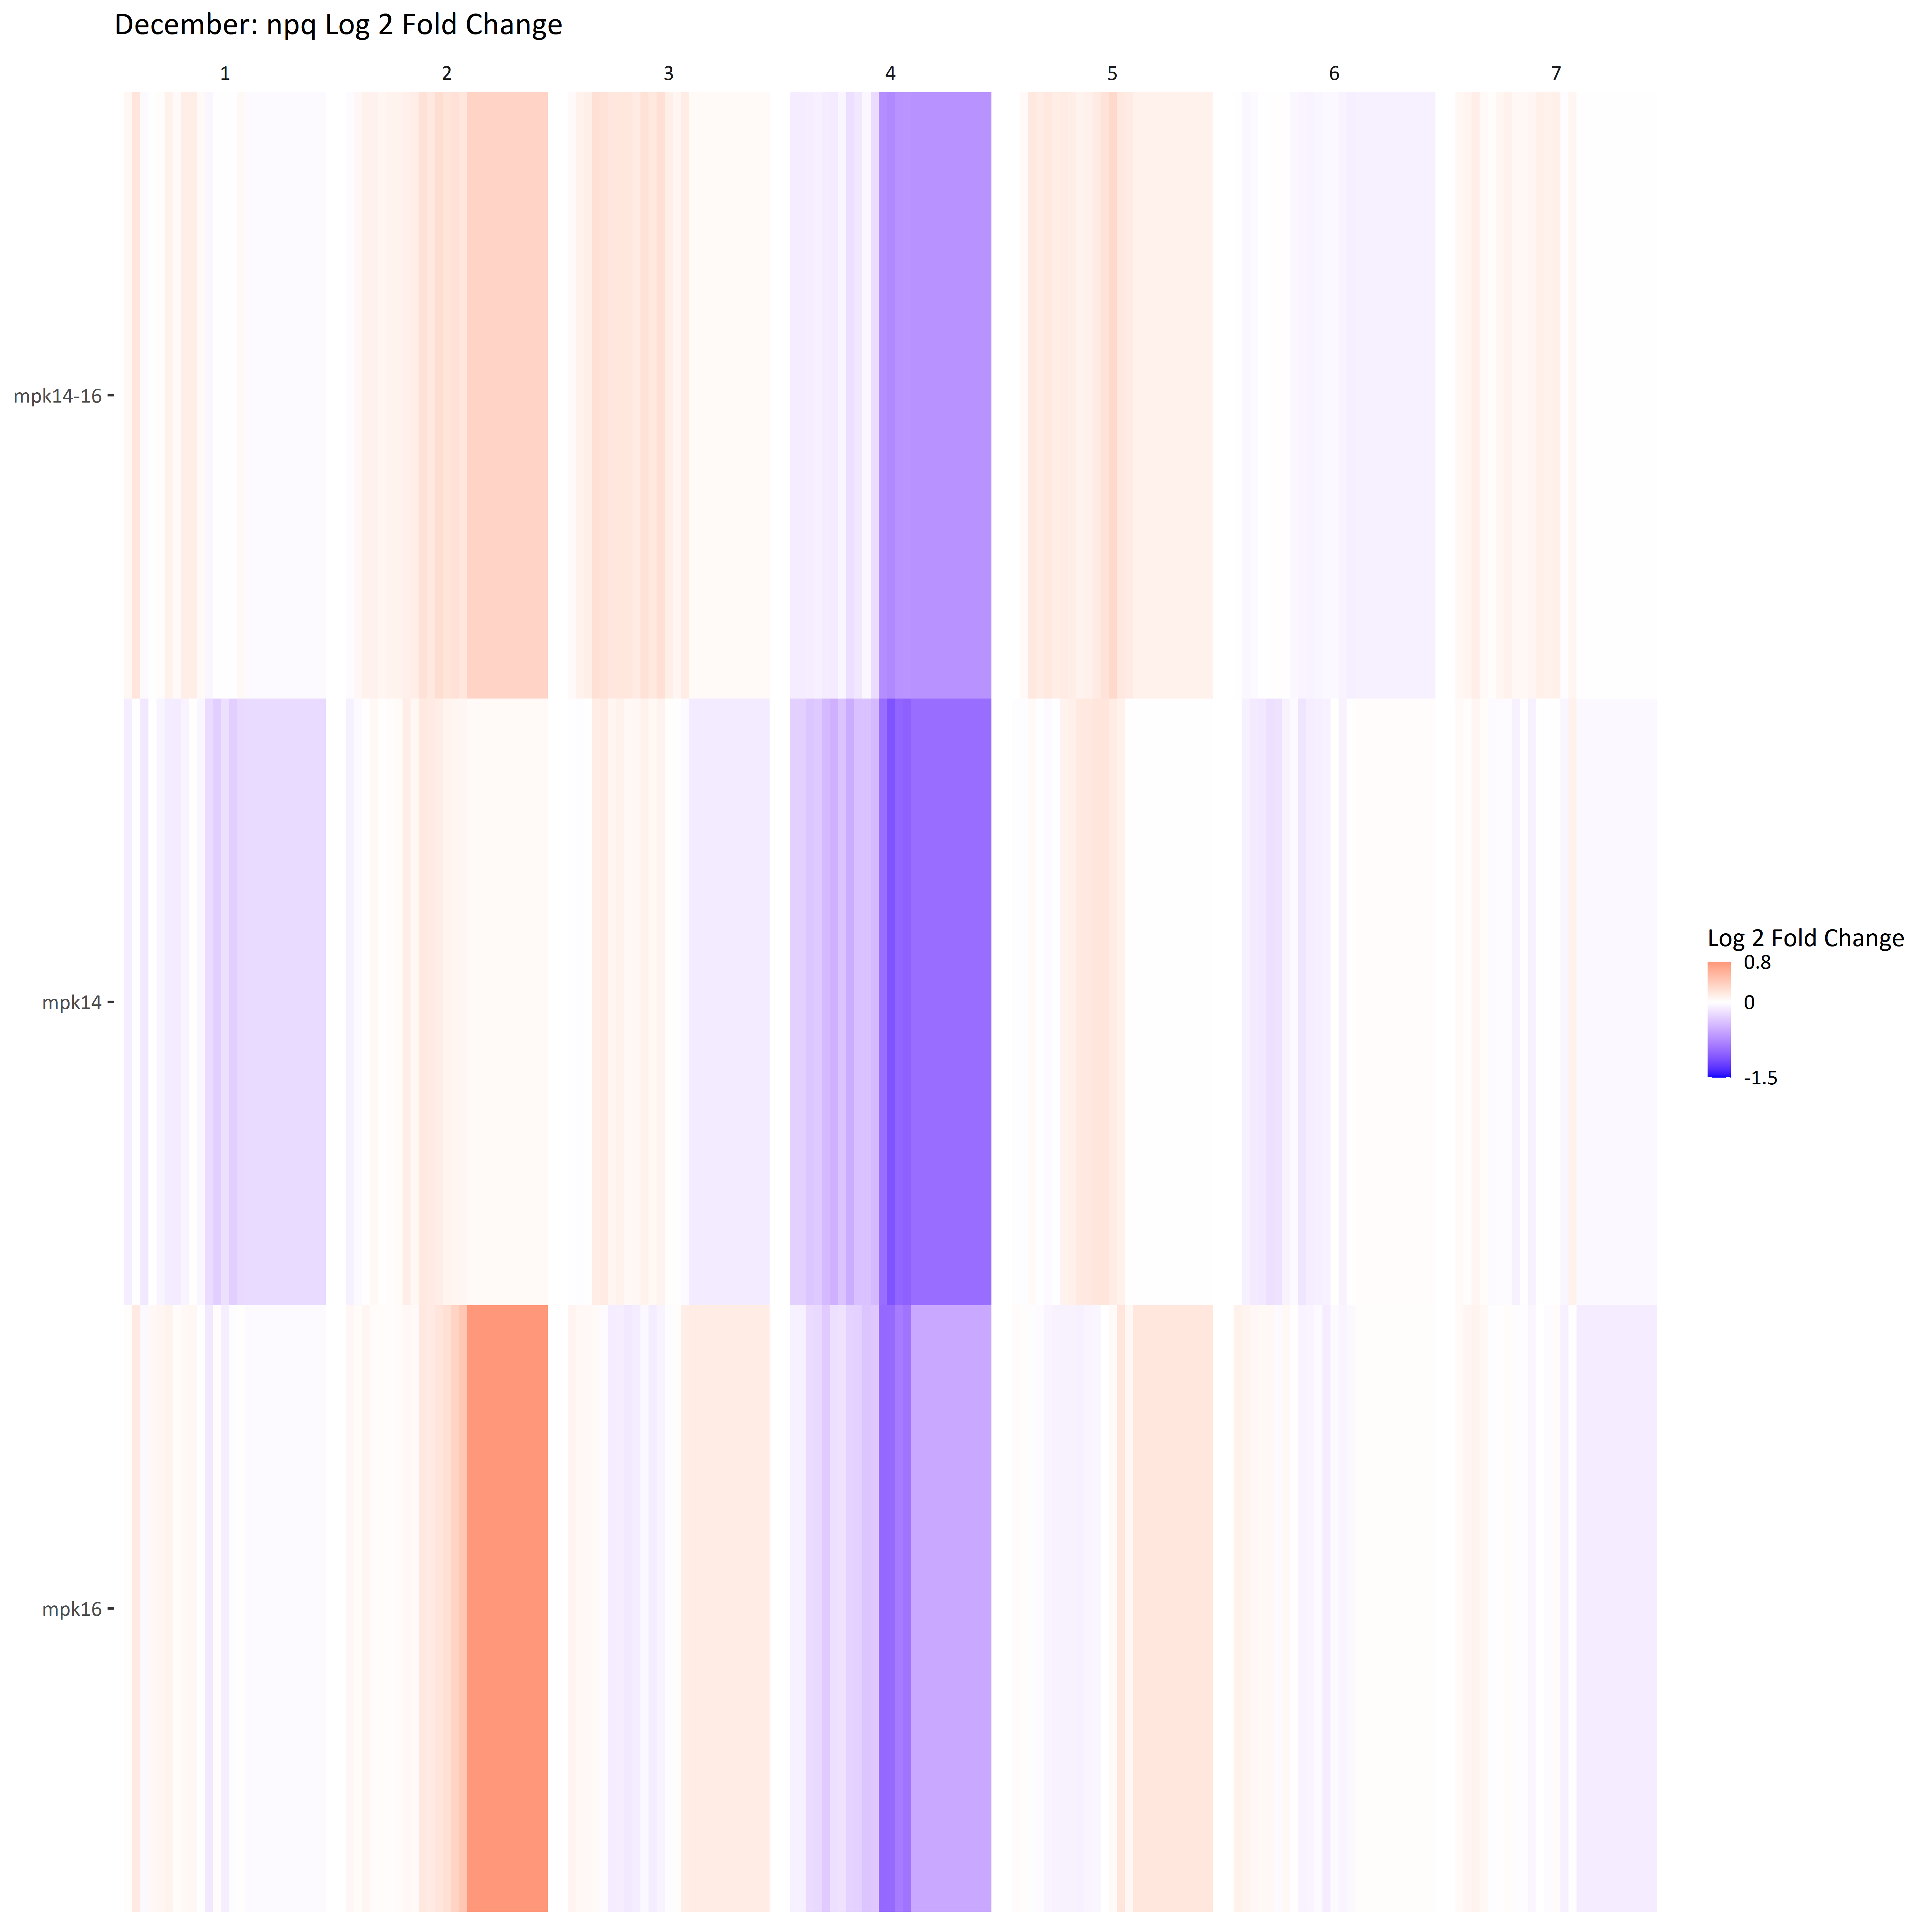 December: npq Log 2 Fold Change
1 2 3 4 5 6 7
mpk14-16
mpk14
Log 2 Fold Change
0.8
0
-1.5
mpk16